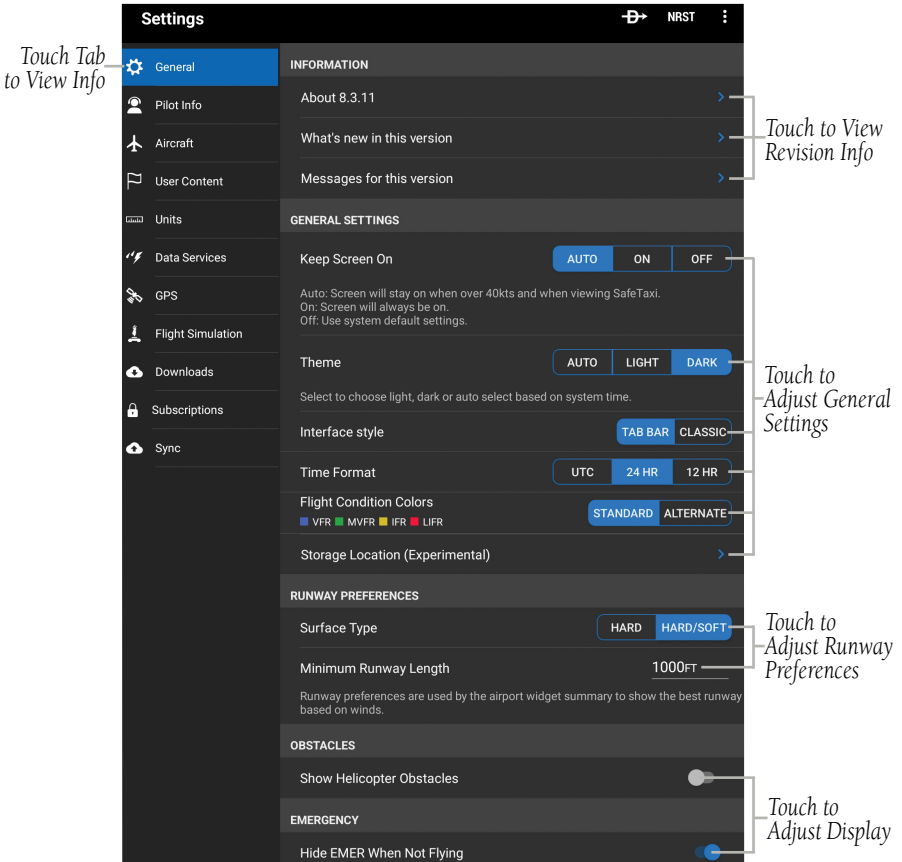 Settings
NRST
Touch Tab
to View Info
General
Pilot Info
Aircraft
User Content
Units
Data Services
GPS
Flight Simulation
Downloads
Subscriptions
Sync
INFORMATION
About 8.3.11
What's new in this version
Messages for this version
Touch to View
Revision Info
GENERAL SETTINGS
Keep Screen On AUTO ON OFF
Auto: Screen will stay on when over 40kts and when viewing SafeTaxi.
On: Screen will always be on.
Off: Use system default settings.
Theme AUTO LIGHT DARK
Select to choose light, dark or auto select based on system time.
Interface style TAB BAR CLASSIC
Time Format UTC 24 HR 12 HR
Flight Condition Colors STANDARD ALTERNATE
VFR MVFR IFR LIFR
Storage Location (Experimental)
Touch to
Adjust General
Settings
RUNWAY PREFERENCES
Surface Type HARD HARD/SOFT
Minimum Runway Length 1000FT
Runway preferences are used by the airport widget summary to show the best runway
based on winds.
Touch to
Adjust Runway
Preferences
OBSTACLES
Show Helicopter Obstacles
EMERGENCY
Hide EMER When Not Flying
Touch to
Adjust Display